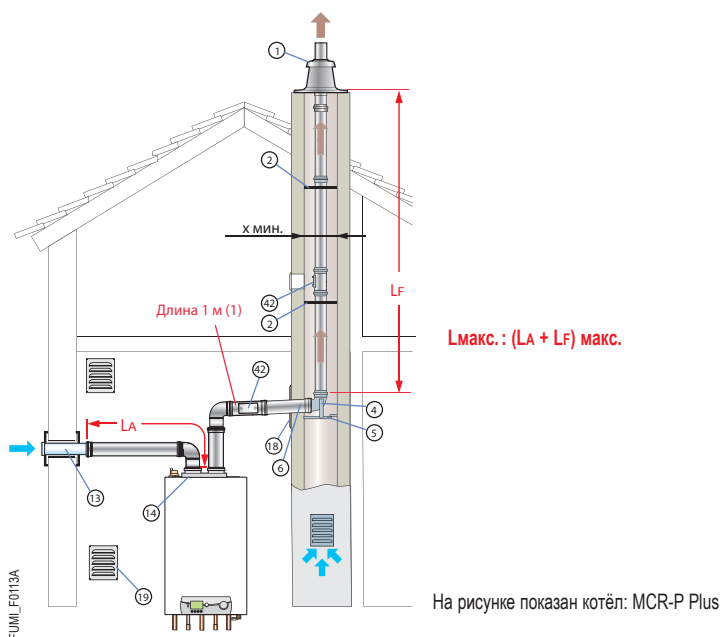 1
2
х мин.
42
LF
Длина 1 м (1)
2
Lмакс. : (LA + LF) макс.
42
LA
4
5
18
6
13
14
19
FUMI_F0113A
На рисунке показан котёл: MCR-P Plus